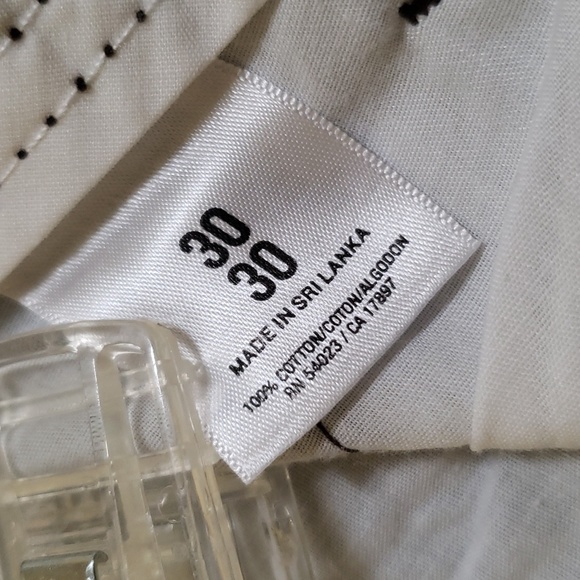 30
30
MADE IN SRI LANKA
100% COTTON/COTON/ALGODON
RN 54023 / CA 17897